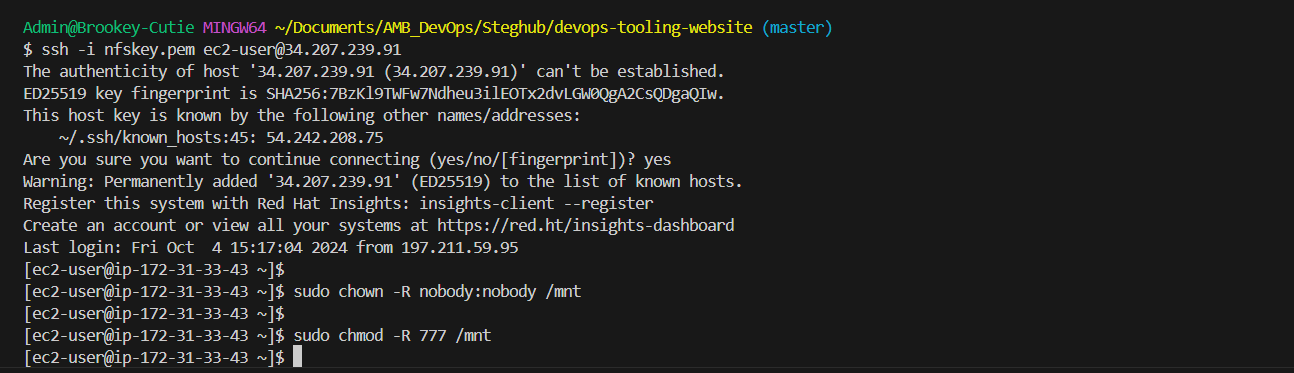 Admin@Brookey-Cutie MINGW64 ~/Documents/AMB_DevOps/Steghub/devops-tooling-website (master)
$ ssh -i nfskey.pem ec2-user@34.207.239.91
The authenticity of host '34.207.239.91 (34.207.239.91)' can't be established.
ED25519 key fingerprint is SHA256:7BzKl9TWFw7Ndheu3ilEOTx2dvLGW0QgA2CsQDgaQIw.
This host key is known by the following other names/addresses:
    ~/.ssh/known_hosts:45: 54.242.208.75
Are you sure you want to continue connecting (yes/no/[fingerprint])? yes
Warning: Permanently added '34.207.239.91' (ED25519) to the list of known hosts.
Register this system with Red Hat Insights: insights-client --register
Create an account or view all your systems at https://red.ht/insights-dashboard
Last login: Fri Oct  4 15:17:04 2024 from 197.211.59.95
[ec2-user@ip-172-31-33-43 ~]$
[ec2-user@ip-172-31-33-43 ~]$ sudo chown -R nobody:nobody /mnt
[ec2-user@ip-172-31-33-43 ~]$
[ec2-user@ip-172-31-33-43 ~]$ sudo chmod -R 777 /mnt
[ec2-user@ip-172-31-33-43 ~]$